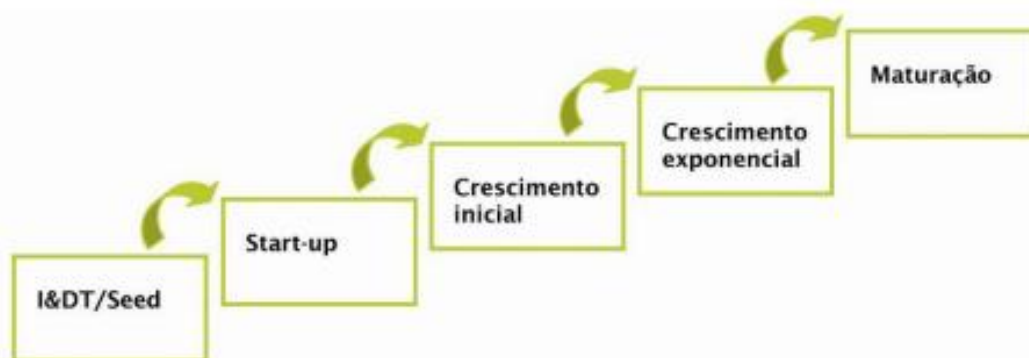 I&DT/Seed
Start-up
Crescimento
inicial
Crescimento
exponencial
Maturação